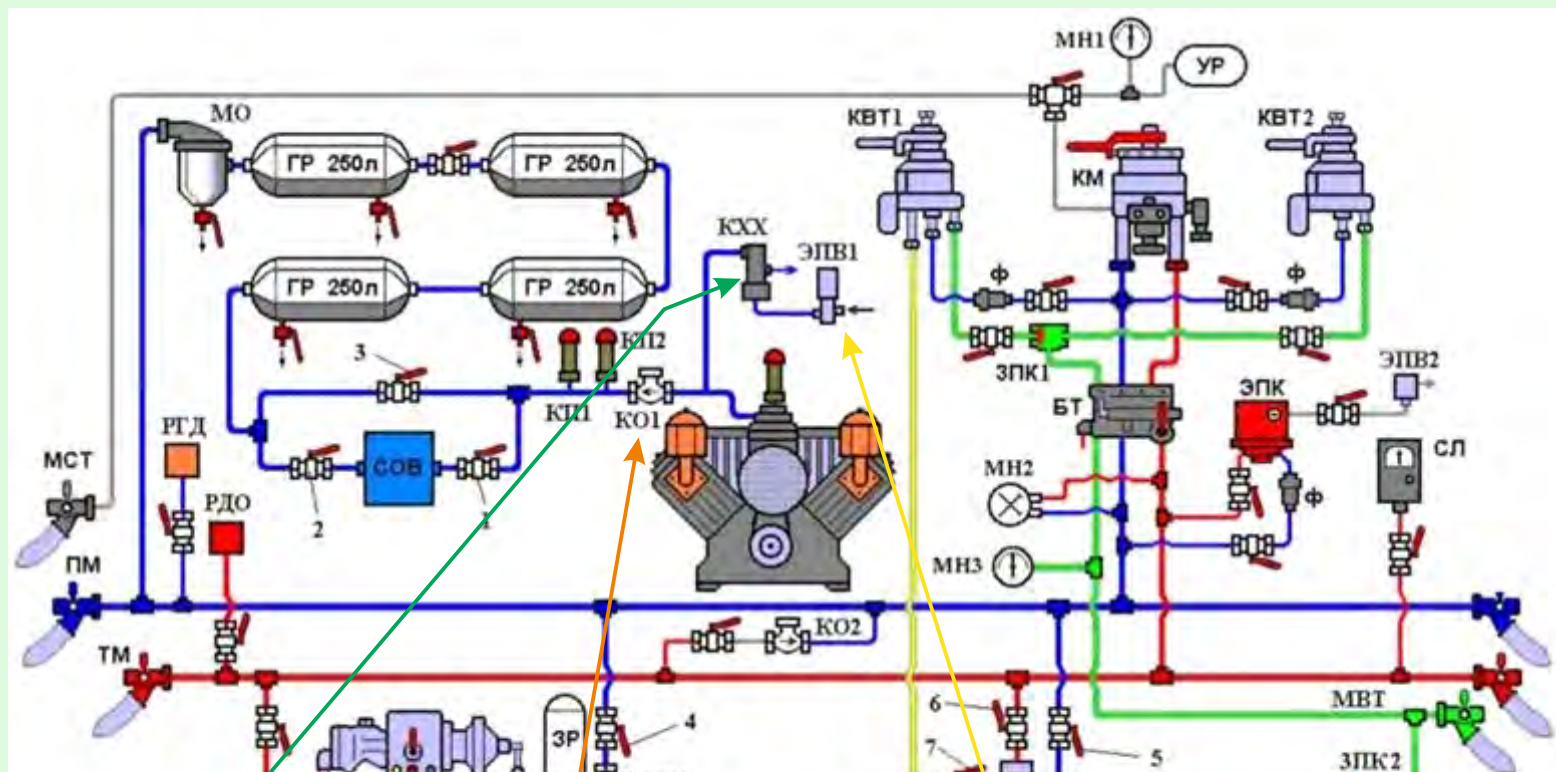 МН1
УР
МО
КВТ1
КВТ2
ГР 250л
ГР 250л
КМ
КХХ
ЭПВ1
ГР 250л
ГР 250л
Ф
Ф
КП2
3
ЗПК1
ЭПВ2
КП1
КО1
БТ
ЭПК
РГД
МСТ
СОВ
СЛ
МН2
Ф
РДО
2
1
ПМ
МН3
КО2
ТМ
6
МВТ
ЗР
4
7
5
ЗПК2